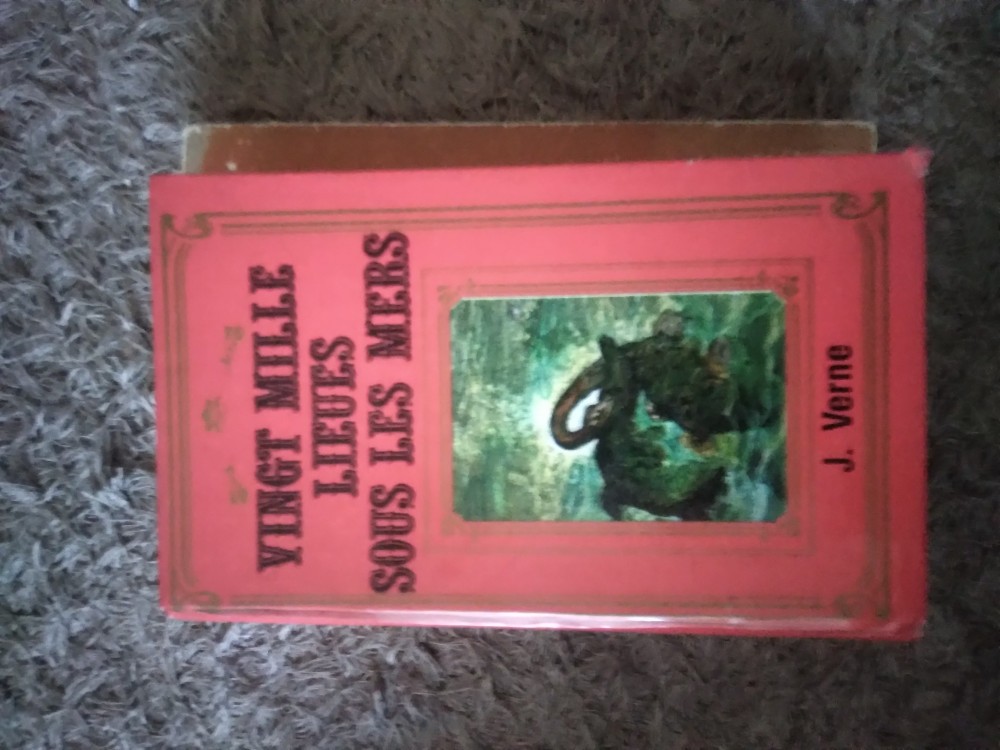 VINGT MILLE
LIEUES
SOUS LES MERS
J. Verne